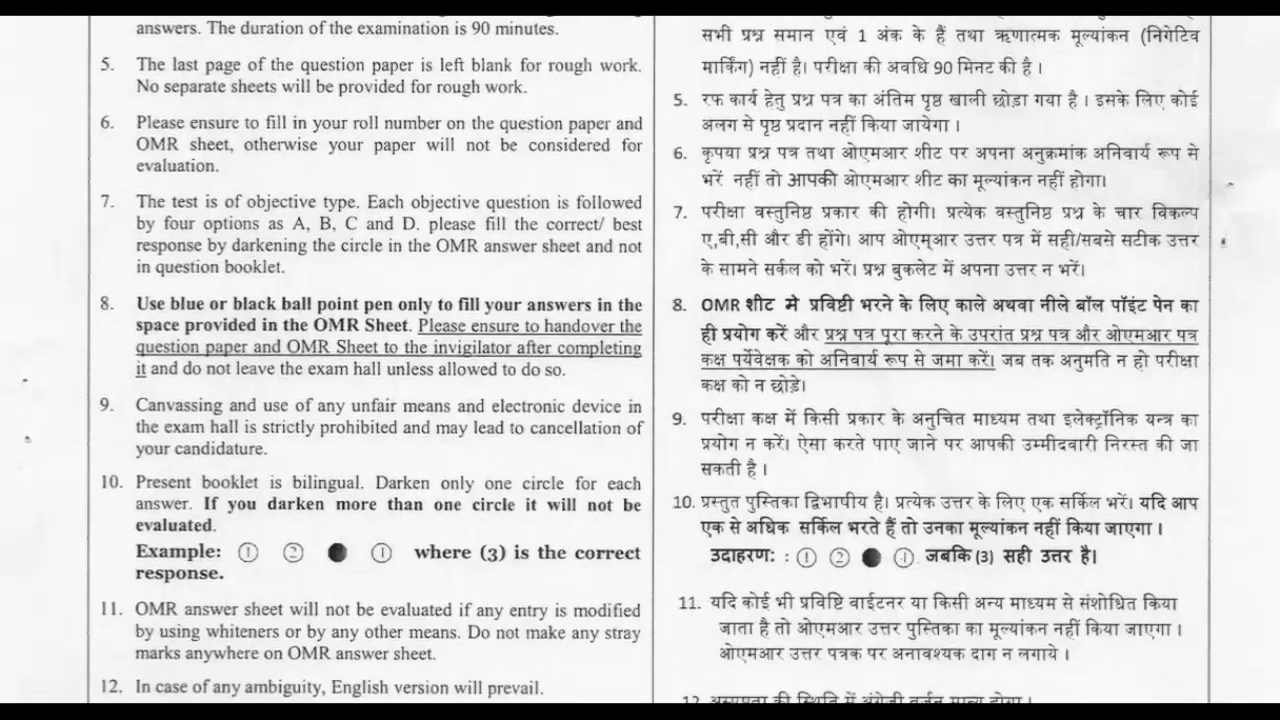 answers. The duration of the examination is 90 minutes.
5. The last page of the question paper is left blank for rough work.
No separate sheets will be provided for rough work.
6. Please ensure to fill in your roll number on the question paper and
OMR sheet, otherwise your paper will not be considered for
evaluation.
7. The test is of objective type. Each objective question is followed
by four options as A, B, C and D. please fill the correct/ best
response by darkening the circle in the OMR answer sheet and not
in question booklet.
8. Use blue or black ball point pen only to fill your answers in the
space provided in the OMR Sheet. Please ensure to handover the
question paper and OMR Sheet to the invigilator after completing
it and do not leave the exam hall unless allowed to do so.
9. Canvassing and use of any unfair means and electronic device in
the exam hall is strictly prohibited and may lead to cancellation of
your candidature.
10. Present booklet is bilingual. Darken only one circle for each
answer. If you darken more than one circle it will not be
evaluated.
Example: ① ② ● ① where (3) is the correct
response.
11. OMR answer sheet will not be evaluated if any entry is modified
by using whiteners or by any other means. Do not make any stray
marks anywhere on OMR answer sheet.
12. In case of any ambiguity, English version will prevail.
सभी प्रश्न समान एवं 1 अंक के हैं तथा ऋणात्मक मूल्यांकन (निगेटिव
मार्किंग) नहीं है। परीक्षा की अवधि 90 मिनट की है ।
5. रफ कार्य हेतु प्रश्न पत्र का अंतिम पृष्ठ खाली छोड़ा गया है । इसके लिए कोई
अलग से पृष्ठ प्रदान नहीं किया जायेगा ।
6. कृपया प्रश्न पत्र तथा ओएमआर शीट पर अपना अनुक्रमांक अनिवार्य रूप से
भरें नहीं तो आपकी ओएमआर शीट का मूल्यांकन नहीं होगा।
7. परीक्षा वस्तुनिष्ठ प्रकार की होगी। प्रत्येक वस्तुनिष्ठ प्रश्न के चार विकल्प
ए,बी,सी और डी होंगे। आप ओएमआर उत्तर पत्र में सही/सबसे सटीक उत्तर
के सामने सर्कल को भरें। प्रश्न बुकलेट में अपना उत्तर न भरें।
8. OMR शीट मे प्रविष्टी भरने के लिए काले अथवा नीले बॉल पॉइंट पेन का
ही प्रयोग करें और प्रश्न पत्र पूरा करने के उपरांत प्रश्न पत्र और ओएमआर पत्र
कक्ष पर्येवेक्षक को अनिवार्य रूप से जमा करें। जब तक अनुमति न हो परीक्षा
कक्ष को न छोड़े।
9. परीक्षा कक्ष में किसी प्रकार के अनुचित माध्यम तथा इलेक्ट्रॉनिक यन्त्र का
प्रयोग न करें। ऐसा करते पाए जाने पर आपकी उम्मीदवारी निरस्त की जा
सकती है ।
10. प्रस्तुत पुस्तिका द्विभाषीय है। प्रत्येक उत्तर के लिए एक सर्किल भरें। यदि आप
एक से अधिक सर्किल भरते हैं तो उनका मूल्यांकन नहीं किया जाएगा ।
उदाहरण: : ① ② ● ① जबकि (3) सही उत्तर है।
11. यदि कोई भी प्रविष्टि वाईटनर या किसी अन्य माध्यम से संशोधित किया
जाता है तो ओएमआर उत्तर पुस्तिका का मूल्यांकन नहीं किया जाएगा ।
ओएमआर उत्तर पत्रक पर अनावश्यक दाग न लगाये ।